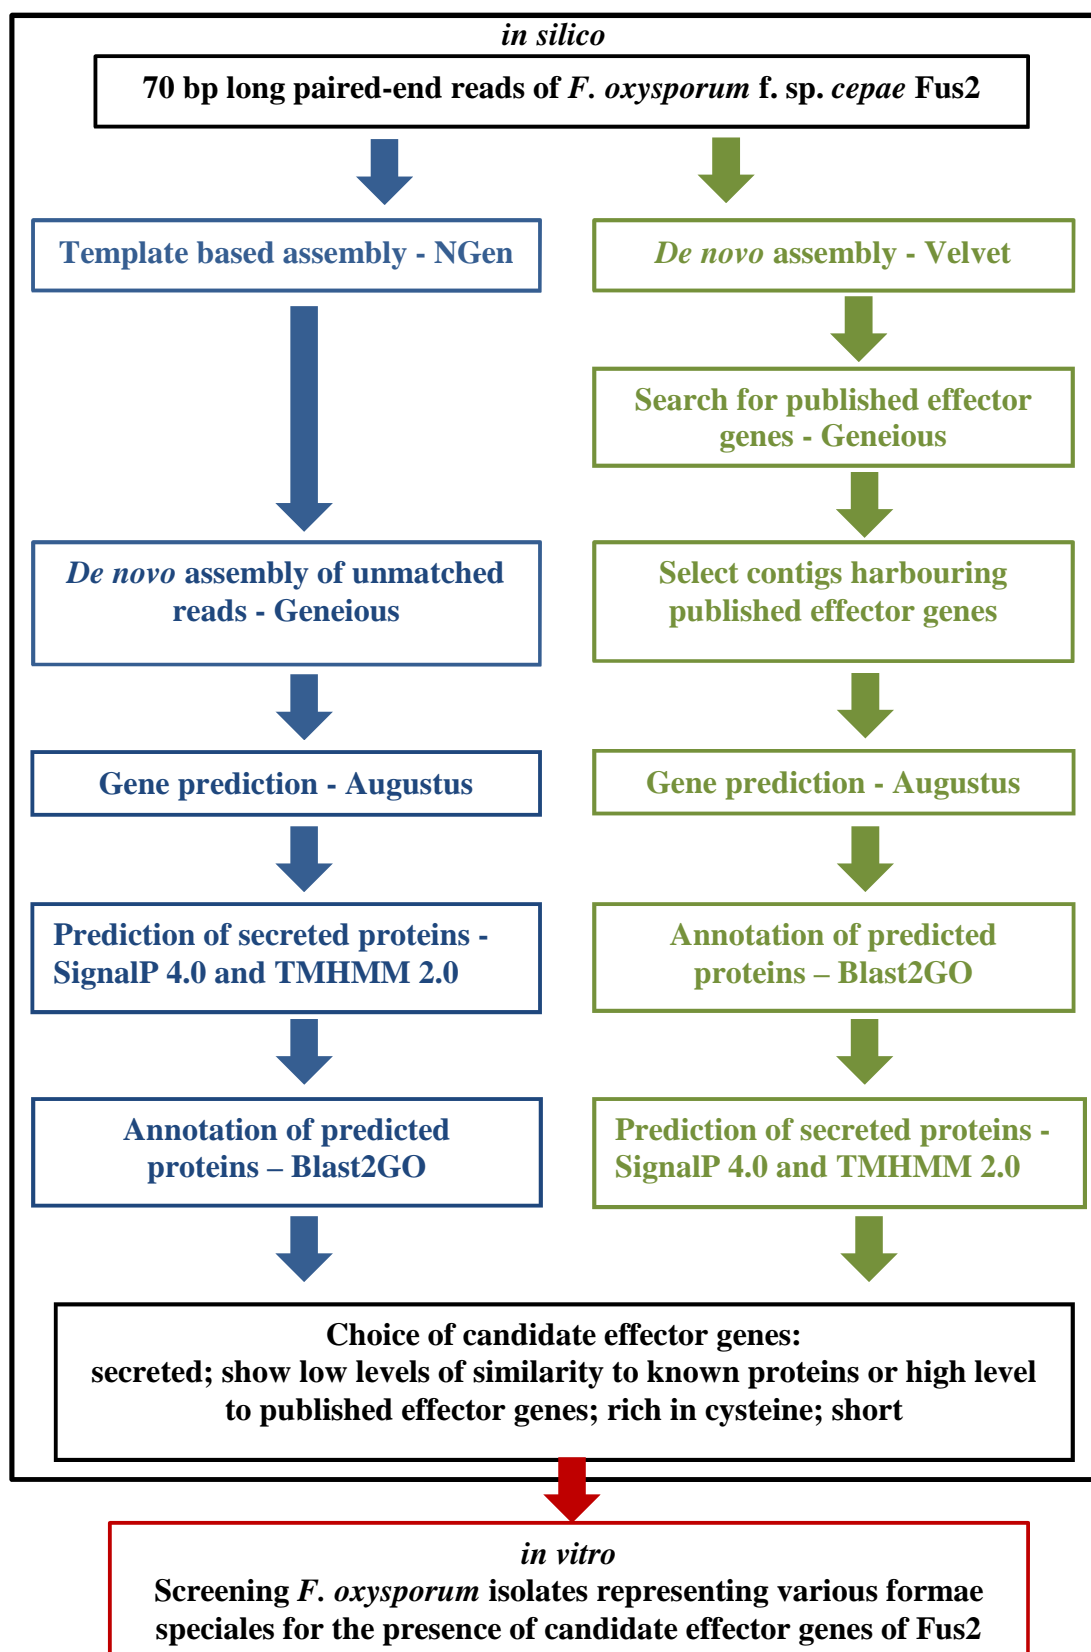 in silico
70 bp long paired-end reads of F. oxysporum f. sp. cepae Fus2
Template based assembly - NGen
De novo assembly - Velvet
Search for published effector
genes - Geneious
De novo assembly of unmatched
reads - Geneious
Select contigs harbouring
published effector genes
Gene prediction - Augustus
Gene prediction - Augustus
Prediction of secreted proteins -
SignalP 4.0 and TMHMM 2.0
Annotation of predicted
proteins – Blast2GO
Annotation of predicted
proteins – Blast2GO
Prediction of secreted proteins -
SignalP 4.0 and TMHMM 2.0
Choice of candidate effector genes:
secreted; show low levels of similarity to known proteins or high level
to published effector genes; rich in cysteine; short
in vitro
Screening F. oxysporum isolates representing various formae
speciales for the presence of candidate effector genes of Fus2